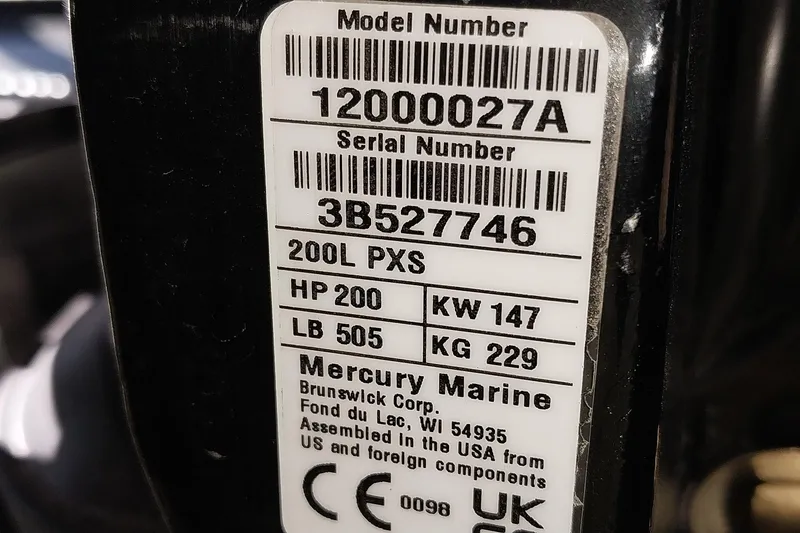 Model Number
12000027A
Serial Number
3B527746
200L PXS
HP 200 KW 147
LB 505 KG 229
Mercury Marine
Brunswick Corp.
Fond du Lac, WI 54935
Assembled in the USA from
US and foreign components
CE 0098 UK